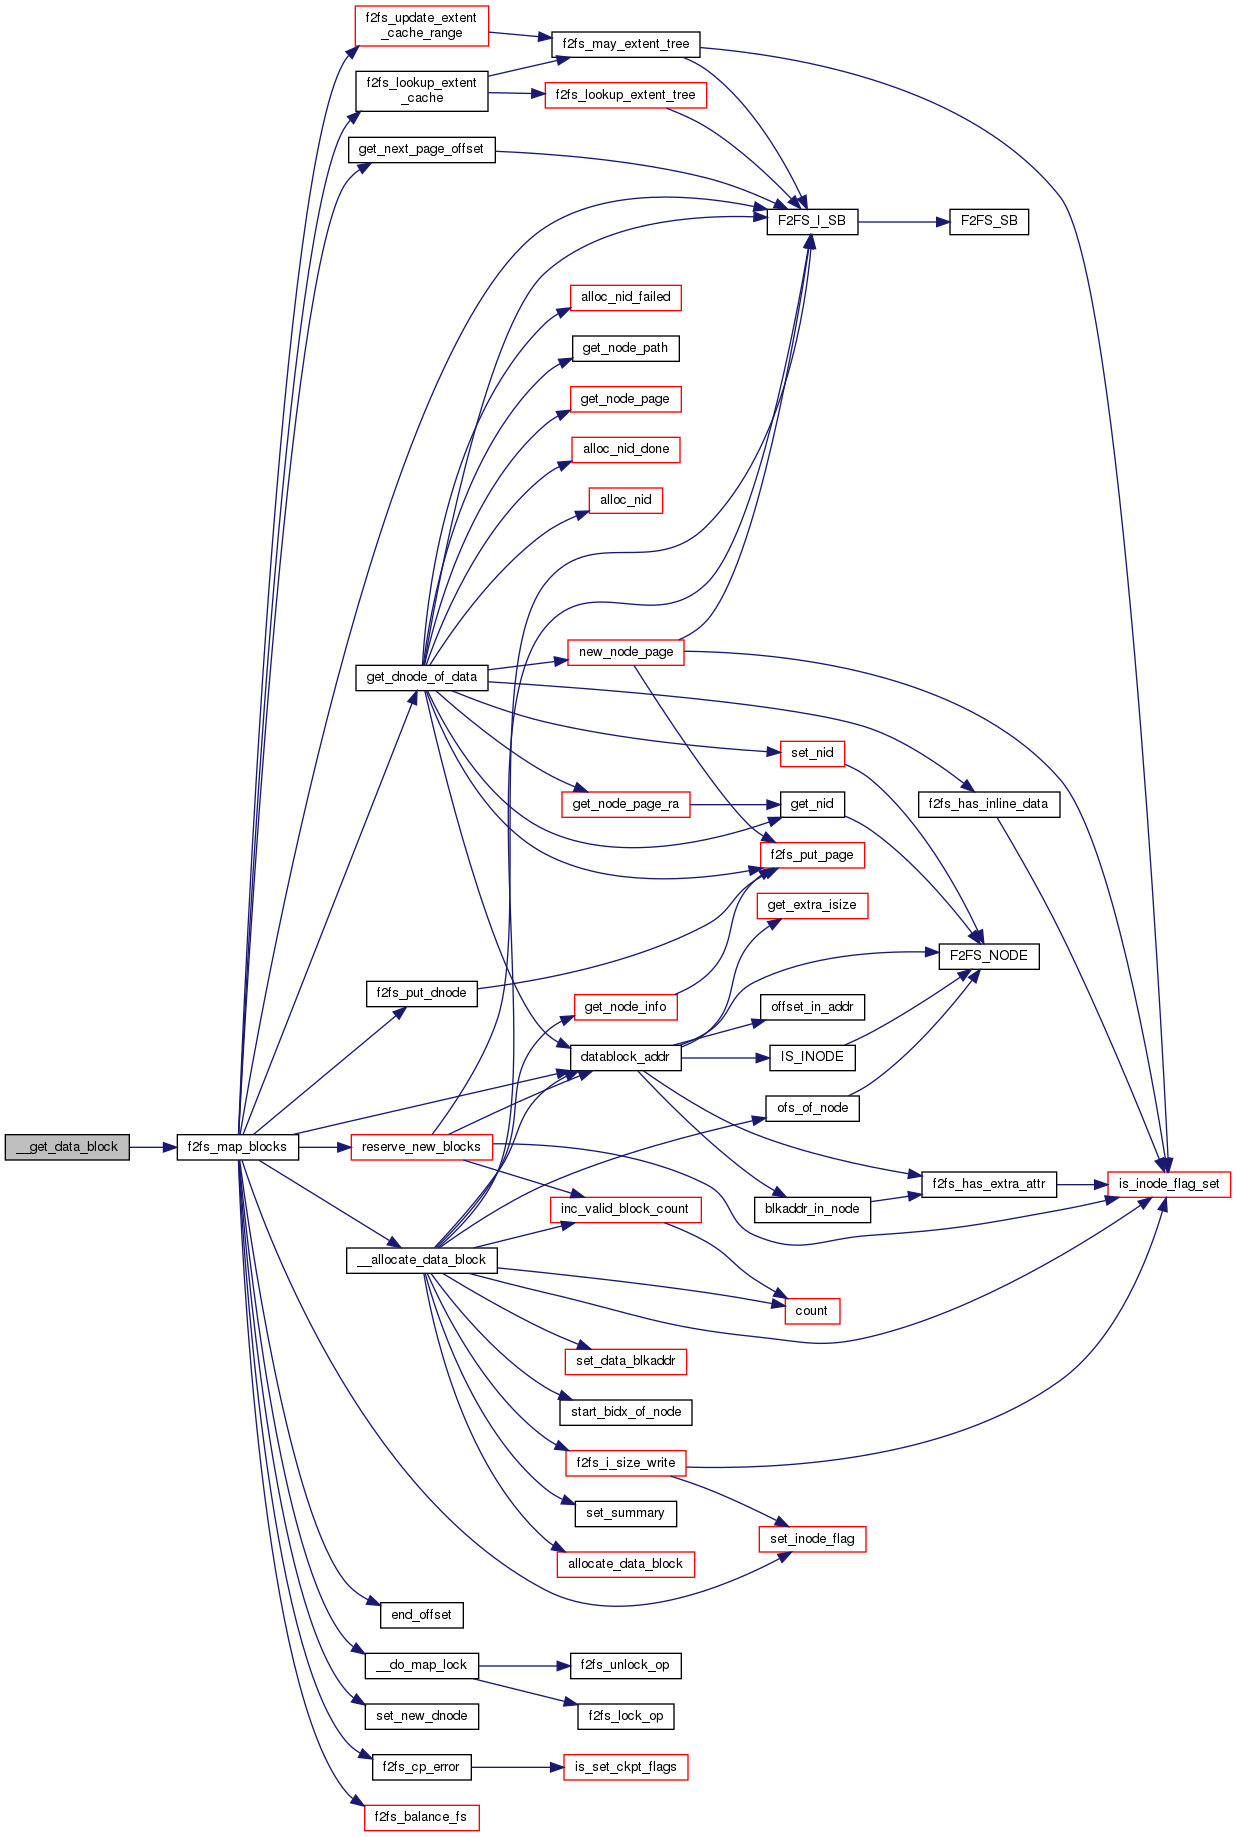 f2fs_update_extent
_cache_range
f2fs_may_extent_tree
f2fs_lookup_extent
_cache
f2fs_lookup_extent_tree
get_next_page_offset
F2FS_I_SB
F2FS_SB
alloc_nid_failed
get_node_path
get_node_page
alloc_nid_done
alloc_nid
new_node_page
get_dnode_of_data
set_nid
get_node_page_ra
get_nid
f2fs_has_inline_data
f2fs_put_page
get_extra_isize
F2FS_NODE
f2fs_put_dnode
get_node_info
offset_in_addr
datablock_addr
IS_INODE
ofs_of_node
__get_data_block
f2fs_map_blocks
reserve_new_blocks
f2fs_has_extra_attr
is_inode_flag_set
inc_valid_block_count
blkaddr_in_node
__allocate_data_block
count
set_data_blkaddr
start_bidx_of_node
f2fs_i_size_write
set_summary
set_inode_flag
allocate_data_block
end_offset
__do_map_lock
f2fs_unlock_op
set_new_dnode
f2fs_lock_op
f2fs_cp_error
is_set_ckpt_flags
f2fs_balance_fs